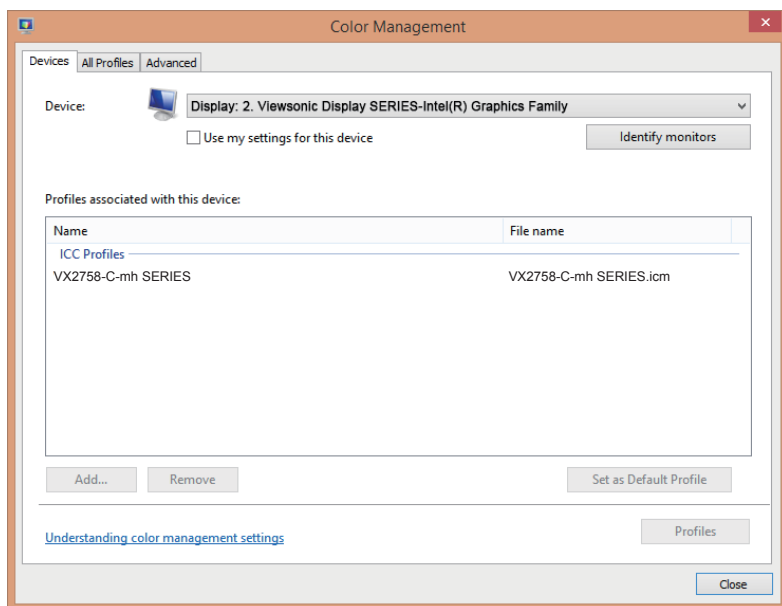 Color Management
Devices All Profiles Advanced
Device: Display: 2. Viewsonic Display SERIES-Intel(R) Graphics Family
Use my settings for this device Identify monitors
Profiles associated with this device:
Name File name
ICC Profiles
VX2758-C-mh SERIES VX2758-C-mh SERIES.icm
Add... Remove Set as Default Profile
Understanding color management settings Profiles
Close